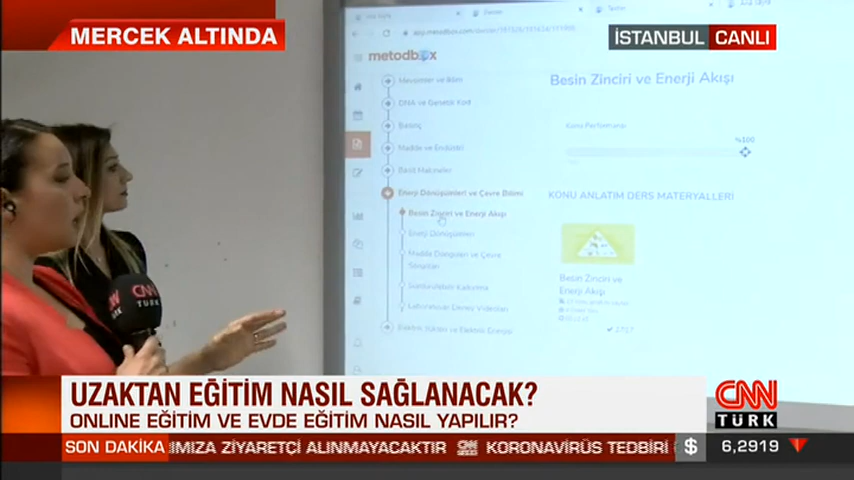 MERCEK ALTINDA
İSTANBUL CANLI
metodbox
Mevsimler ve İklim
DNA ve Genetik Kod
Basınç
Madde ve Endüstri
Basit Makineler
Enerji Dönüşümleri ve Çevre Bilimi
Besin Zinciri ve Enerji Akışı
Enerji Dönüşümleri
Madde Döngüleri ve Çevre
Sorunları
Sürdürülebilir Kalkınma
Elektrik Yükleri ve Elektrik Enerjisi
Besin Zinciri ve Enerji Akışı
Konu Performansı
%100
KONU ANLATIM DERS MATERYALLERİ
Besin Zinciri ve
Enerji Akışı
CNN
TÜRK
CNN
UZAKTAN EĞİTİM NASIL SAĞLANACAK?
ONLINE EĞİTİM VE EVDE EĞİTİM NASIL YAPILIR?
CNN
TÜRK
SON DAKİKA IMIZA ZİYARETÇİ ALINMAYACAKTIR CNN KORONAVİRÜS TEDBİRİ $ 6,2919